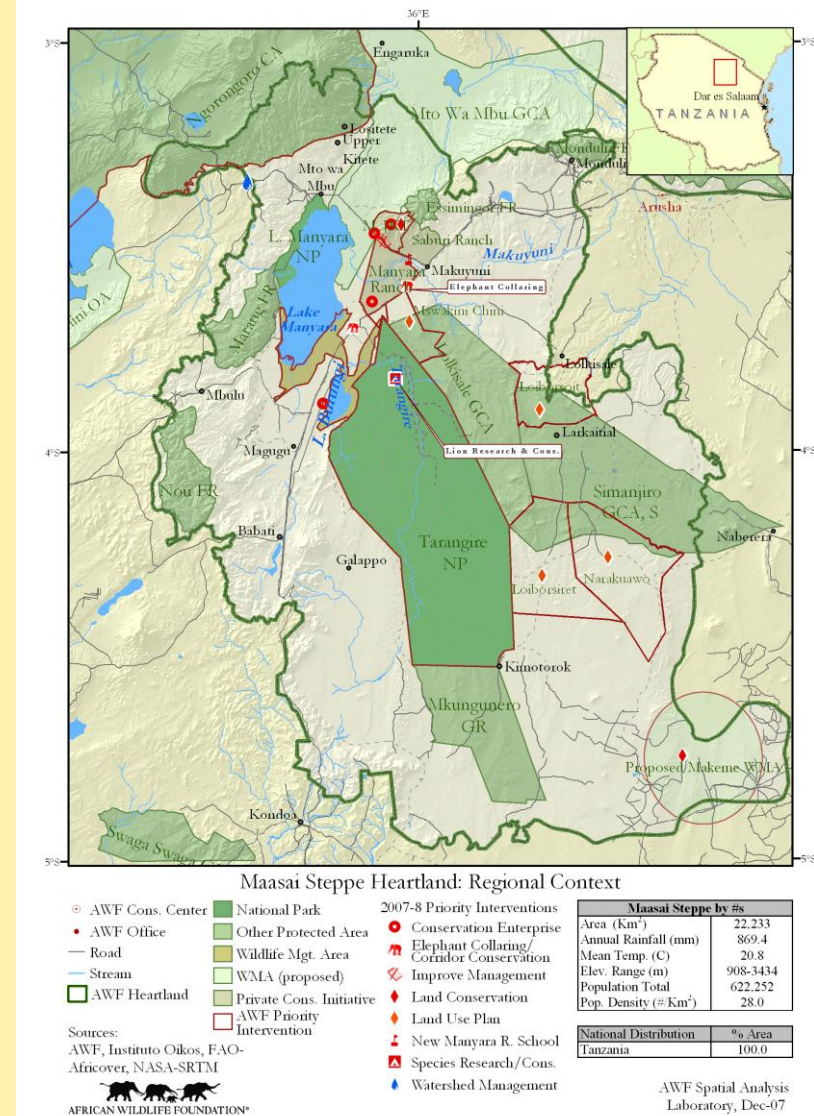 36°E
3°S
3°S
Engaruka
Ngorongoro CA
Dar es Salaam
TANZANIA
Mto Wa Mbu GCA
Lositete
Upper
Kitete
Monduli FR
Monduli
Mto wa
Mbu
Essimingor FR
Arusha
L. Manyara
NP
Saburi Ranch
Makuyuni
Manyara
Ranch
Makuyuni
Elephant Collaring
Marang FR
Lake
Manyara
Mswakini Chini
Lolkisale GCA
Lolkisale
Mbulu
L. Burungi
Tarangire
Larkaitial
4°S
4°S
Magugu
Lion Research & Cons.
Nou FR
Simanjiro
GCA, S
Babati
Naberera
Tarangire
NP
Galappo
Loiborsiret
Narakuawo
Kimotorok
Mkungunero
GR
Proposed Makeme WMA
Kondoa
Swaga Swaga
5°S
5°S
Maasai Steppe Heartland: Regional Context
AWF Cons. Center
AWF Office
Road
Stream
AWF Heartland
Sources:
AWF, Instituto Oikos, FAO-
Africover, NASA-SRTM
AFRICAN WILDLIFE FOUNDATION®
National Park
Other Protected Area
Wildlife Mgt. Area
WMA (proposed)
Private Cons. Initiative
AWF Priority
Intervention
2007-8 Priority Interventions
Conservation Enterprise
Elephant Collaring/
Corridor Conservation
Improve Management
Land Conservation
Land Use Plan
New Manyara R. School
Species Research/Cons.
Watershed Management
Maasai Steppe by #s
Area (Km²) 22,233
Annual Rainfall (mm) 869.4
Mean Temp. (C) 20.8
Elev. Range (m) 908-3434
Population Total 622,252
Pop. Density (#/Km²) 28.0
National Distribution % Area
Tanzania 100.0
AWF Spatial Analysis
Laboratory, Dec-07